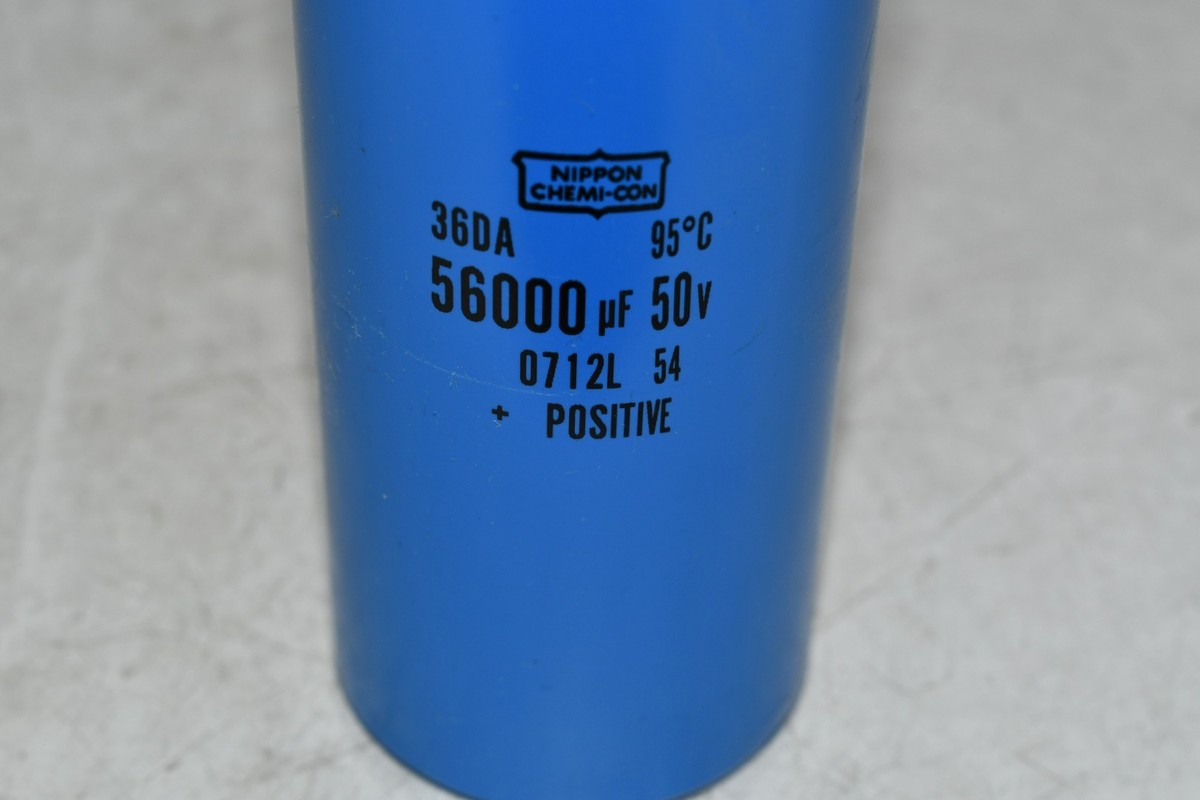 NIPPON
CHEMI-CON
36DA 95°C
56000 µF 50V
0712L 54
+ POSITIVE